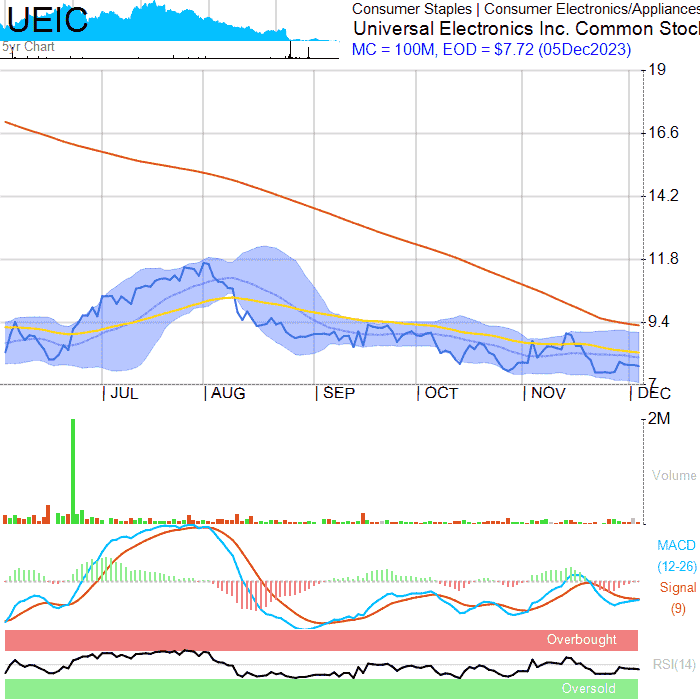 UEIC
5yr Chart
Consumer Staples | Consumer Electronics/Appliances
Universal Electronics Inc. Common Stoc
MC = 100M, EOD = $7.72 (05Dec2023)
19
16.6
14.2
11.8
9.4
7
JUL AUG SEP OCT NOV DEC
2M
Volume
MACD
(12-26)
Signal
(9)
Overbought
RSI(14)
Oversold